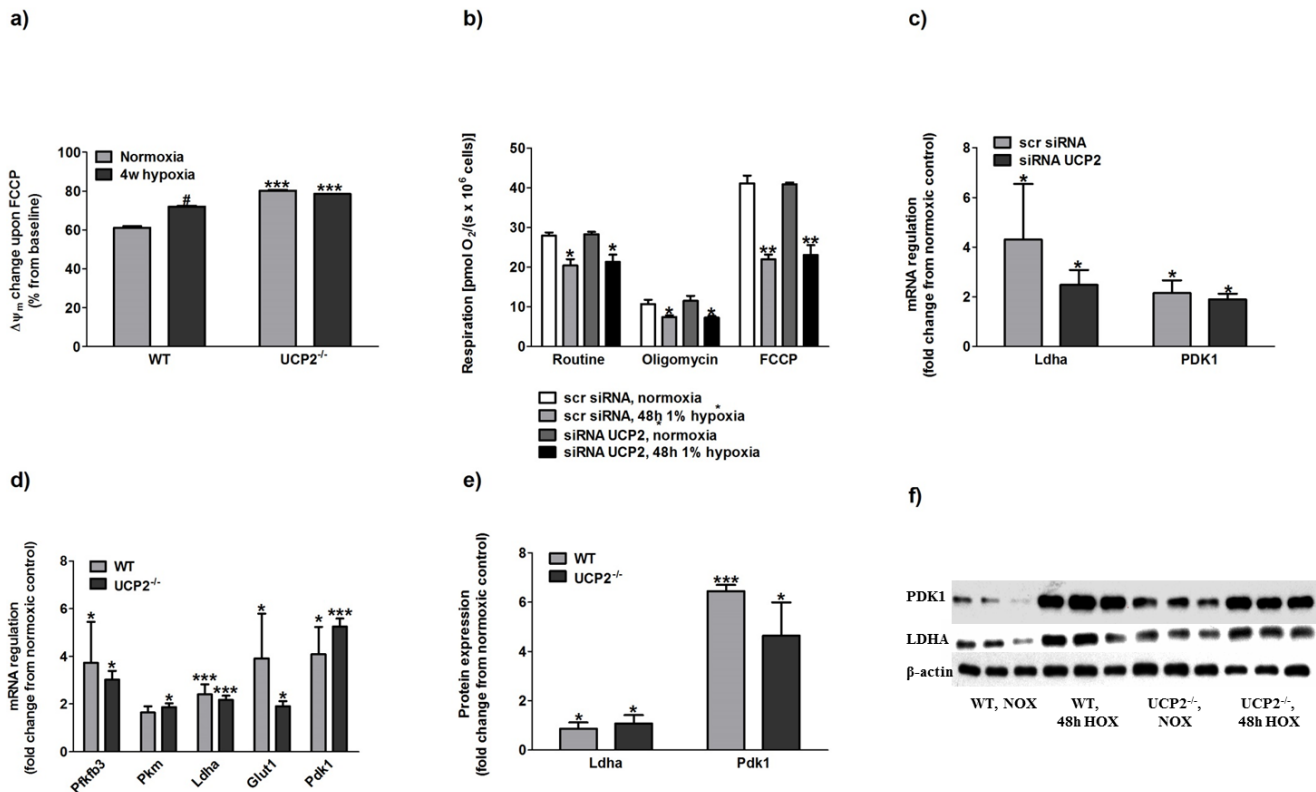 a)
100
80
60
40
20
0
Δψm change upon FCCP
(% from baseline)
Normoxia
4w hypoxia
#
***
***
WT
UCP2-/-
b)
50
40
30
20
10
0
Respiration [pmol O2/(s x 10⁶ cells)]
*
*
*
*
**
**
Routine
Oligomycin
FCCP
scr siRNA, normoxia
scr siRNA, 48h 1% hypoxia
*
siRNA UCP2, normoxia
*
siRNA UCP2, 48h 1% hypoxia
c)
8
6
4
2
0
mRNA regulation
(fold change from normoxic control)
scr siRNA
siRNA UCP2
*
*
*
*
Ldha
PDK1
d)
8
6
4
2
0
mRNA regulation
(fold change from normoxic control)
WT
UCP2-/-
*
*
*
***
***
*
*
*
***
Pfkfb3
Pkm
Ldha
Glut1
Pdk1
e)
8
6
4
2
0
Protein expression
(fold change from normoxic control)
WT
UCP2-/-
*
*
***
*
Ldha
Pdk1
f)
PDK1
LDHA
β-actin
WT, NOX
WT,
48h HOX
UCP2-/-,
NOX
UCP2-/-,
48h HOX